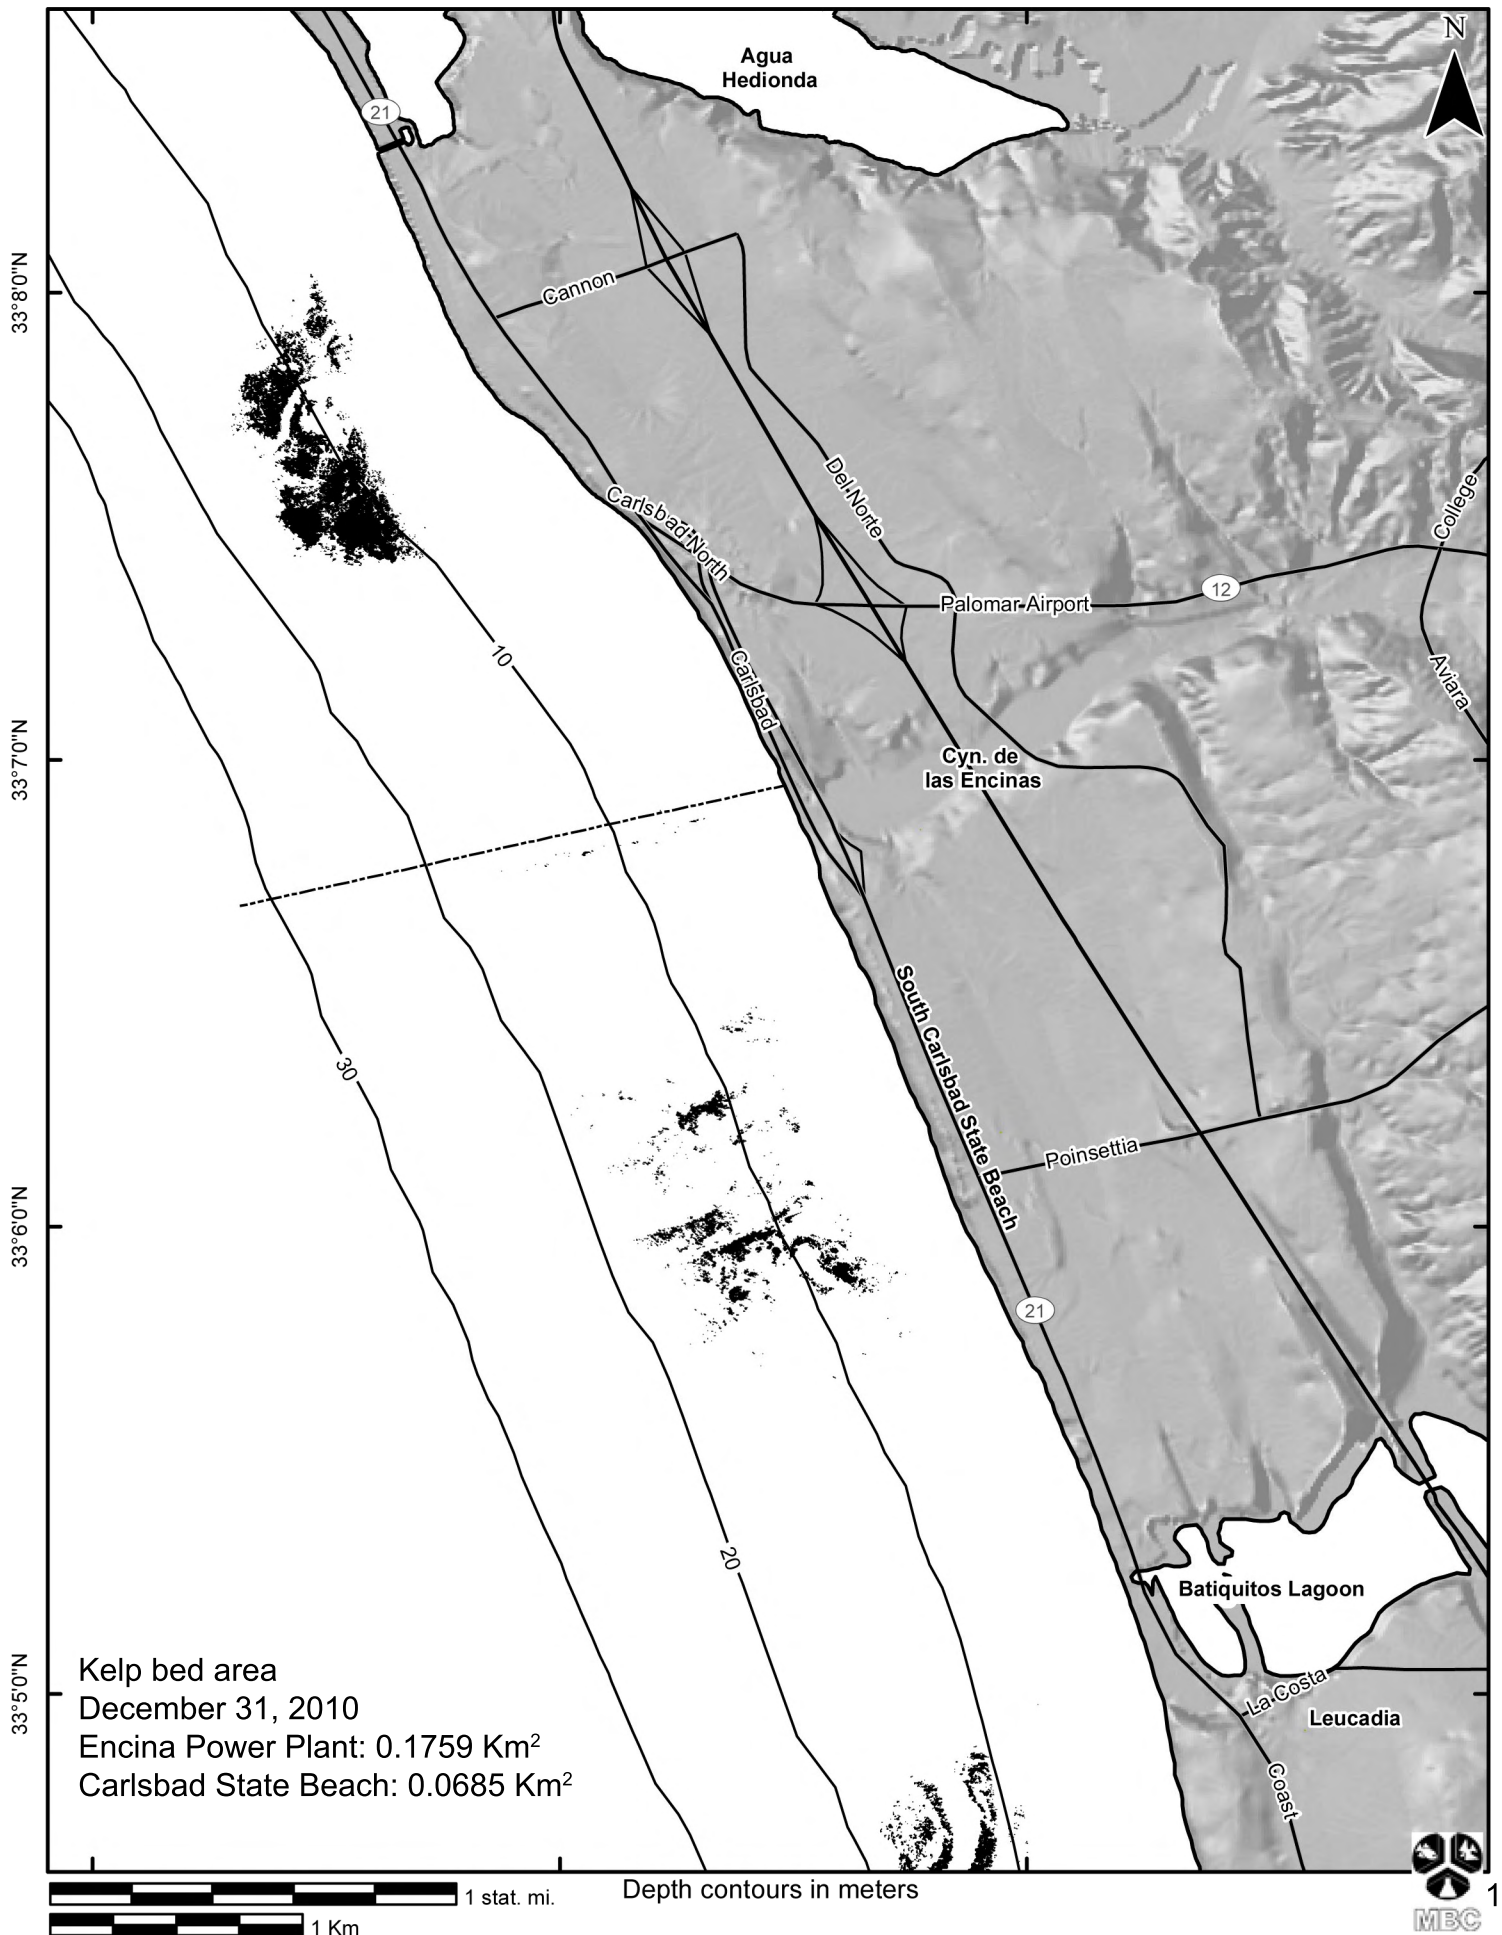 N
Agua
Hedionda
21
33°8'0"N
Cannon
Del Norte
Carlsbad North
College
12
Palomar Airport
10
Carlsbad
Aviara
33°7'0"N
Cyn. de
las Encinas
South Carlsbad State Beach
30
Poinsettia
33°6'0"N
21
20
Batiquitos Lagoon
33°5'0"N
La Costa
Leucadia
Coast
Kelp bed area
December 31, 2010
Encina Power Plant: 0.1759 Km²
Carlsbad State Beach: 0.0685 Km²
1 stat. mi.
Depth contours in meters
1
1 Km
MBC